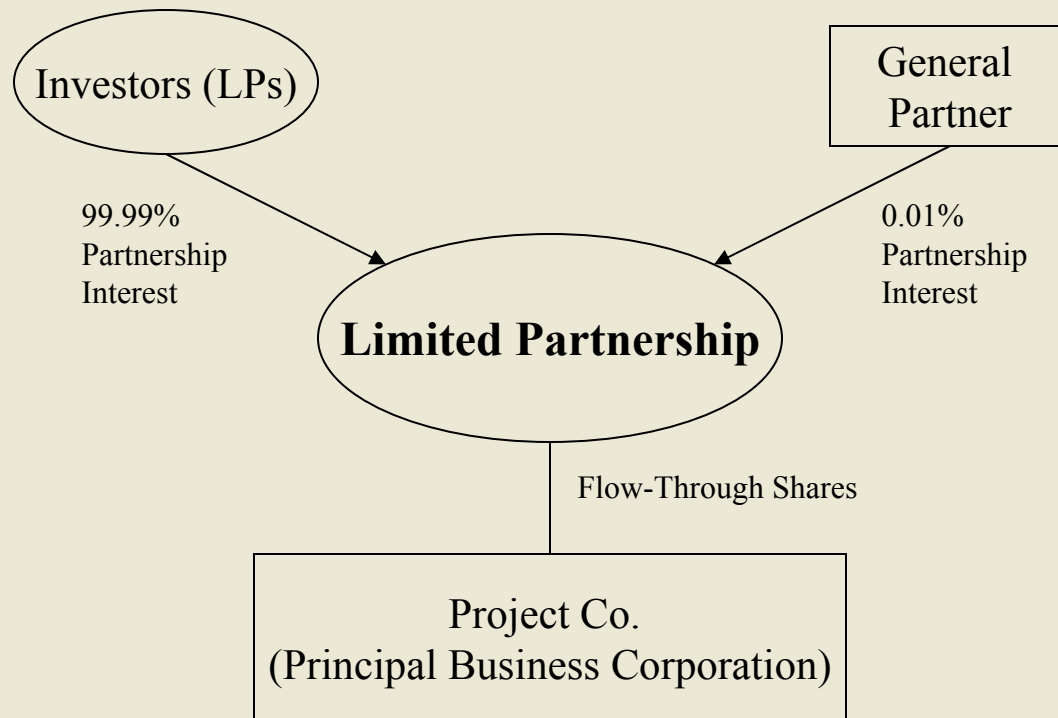 Investors (LPs)
General
Partner
99.99%
Partnership
Interest
0.01%
Partnership
Interest
Limited Partnership
Flow-Through Shares
Project Co.
(Principal Business Corporation)